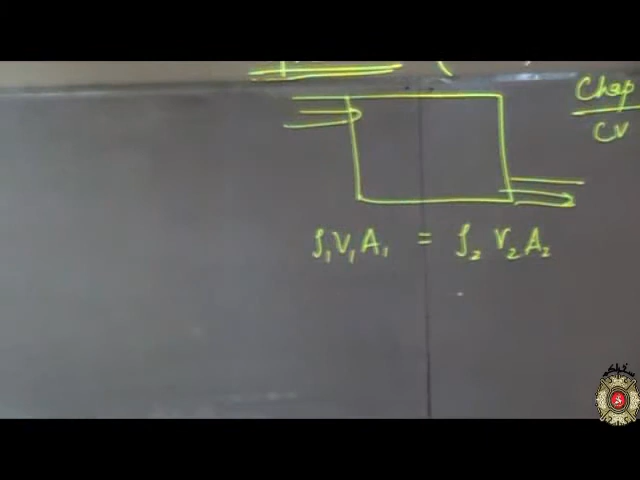 Chap
CV
ρ₁V₁A₁ = ρ₂V₂A₂